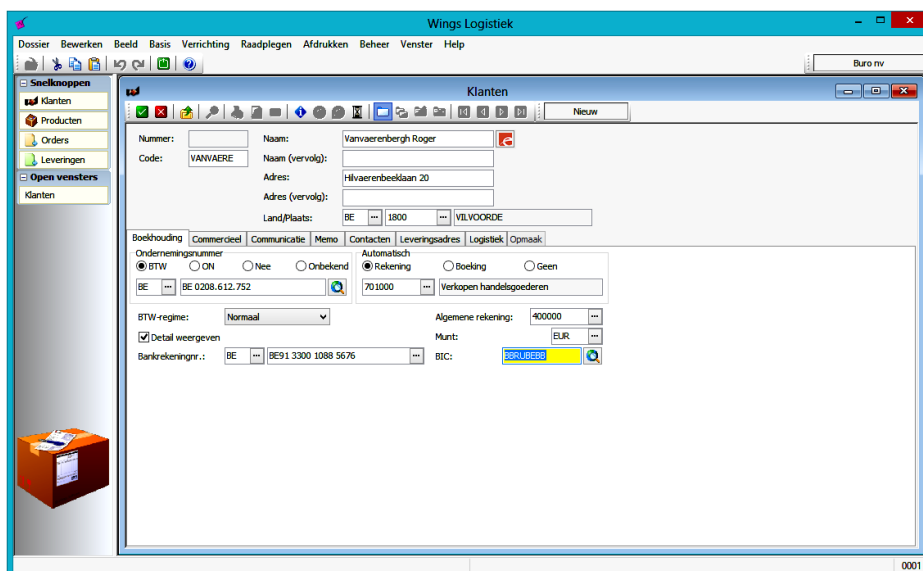 Wings Logistiek
Dossier Bewerken Beeld Basis Verrichting Raadplegen Afdrukken Beheer Venster Help
Buro nv
Snelknoppen
Klanten
Producten
Orders
Leveringen
Open vensters
Klanten
Klanten
Nieuw
Nummer: Naam: Vanvaerenbergh Roger
Code: VANVAERE Naam (vervolg):
Adres: Hilvaerenbeeklaan 20
Adres (vervolg):
Land/Plaats: BE ... 1800 ... VILVOORDE
Boekhouding Commercieel Communicatie Memo Contacten Leveringsadres Logistiek Opmaak
Ondernemingsnummer Automatisch
BTW ON Nee Onbekend Rekening Boeking Geen
BE ... BE 0208.612.752 701000 ... Verkopen handelsgoederen
BTW-regime: Normaal Algemene rekening: 400000 ...
Detail weergeven Munt: EUR ...
Bankrekeningnr.: BE ... BE91 3300 1088 5676 ... BIC: BBRUBEBB
0001